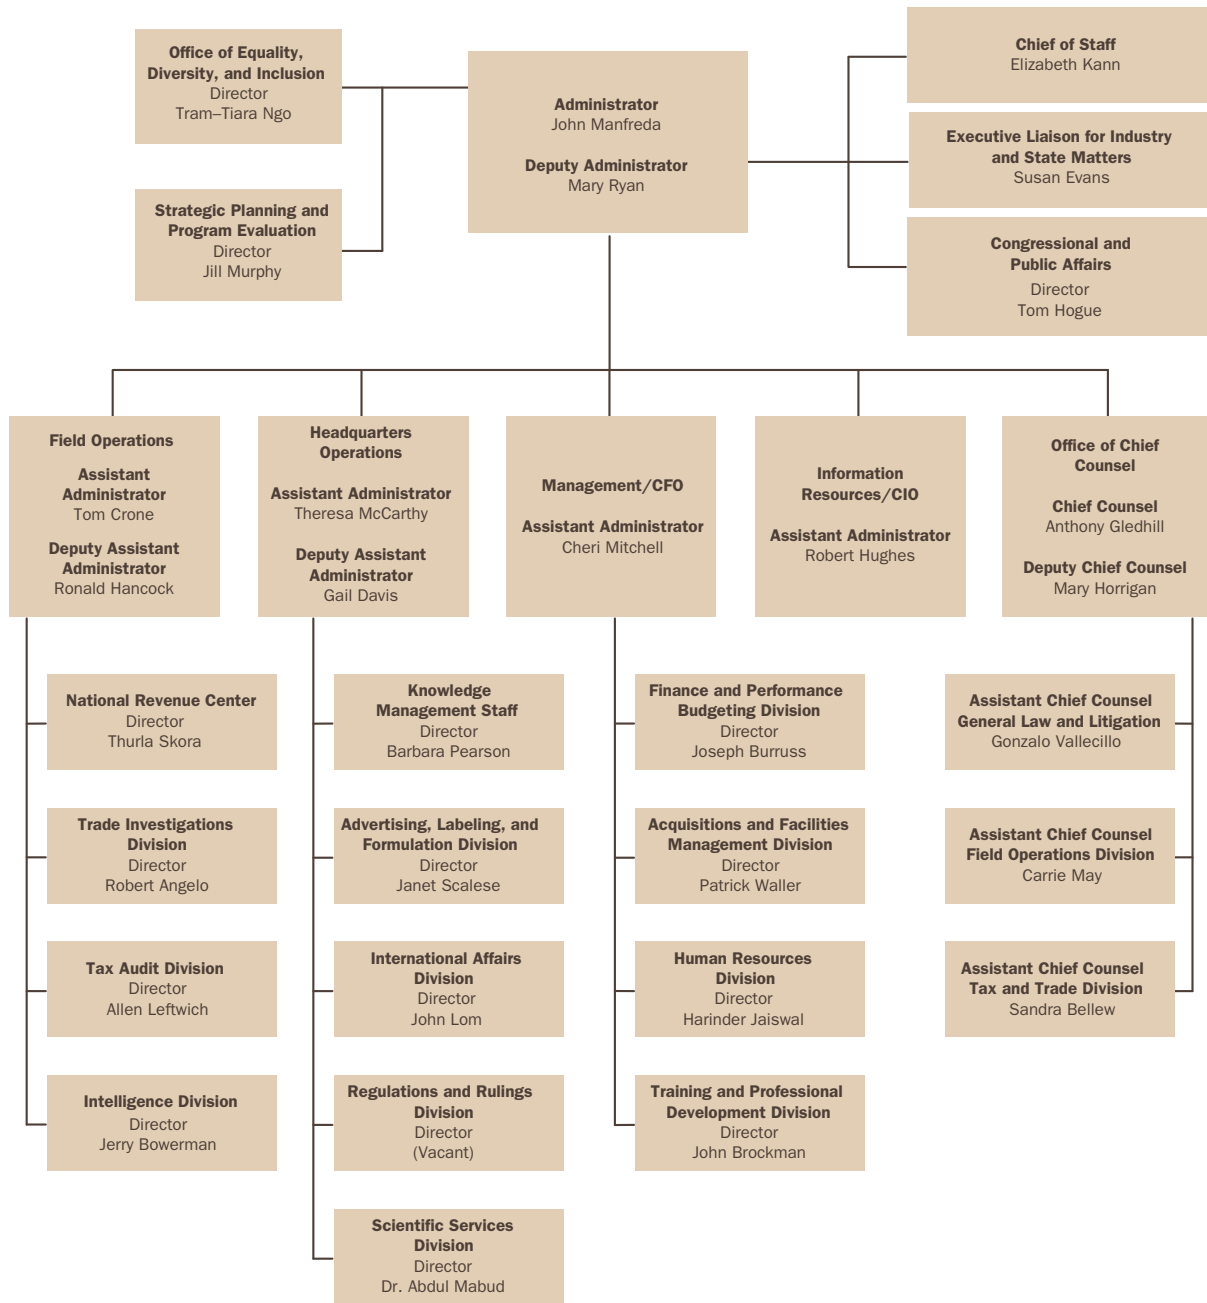 Office of Equality,
Diversity, and Inclusion
Director
Tram–Tiara Ngo
Strategic Planning and
Program Evaluation
Director
Jill Murphy
Administrator
John Manfreda
Deputy Administrator
Mary Ryan
Chief of Staff
Elizabeth Kann
Executive Liaison for Industry
and State Matters
Susan Evans
Congressional and
Public Affairs
Director
Tom Hogue
Field Operations
Assistant
Administrator
Tom Crone
Deputy Assistant
Administrator
Ronald Hancock
Headquarters
Operations
Assistant Administrator
Theresa McCarthy
Deputy Assistant
Administrator
Gail Davis
Management/CFO
Assistant Administrator
Cheri Mitchell
Information
Resources/CIO
Assistant Administrator
Robert Hughes
Office of Chief
Counsel
Chief Counsel
Anthony Gledhill
Deputy Chief Counsel
Mary Horrigan
National Revenue Center
Director
Thurla Skora
Trade Investigations
Division
Director
Robert Angelo
Tax Audit Division
Director
Allen Leftwich
Intelligence Division
Director
Jerry Bowerman
Knowledge
Management Staff
Director
Barbara Pearson
Advertising, Labeling, and
Formulation Division
Director
Janet Scalese
International Affairs
Division
Director
John Lom
Regulations and Rulings
Division
Director
(Vacant)
Scientific Services
Division
Director
Dr. Abdul Mabud
Finance and Performance
Budgeting Division
Director
Joseph Burruss
Acquisitions and Facilities
Management Division
Director
Patrick Waller
Human Resources
Division
Director
Harinder Jaiswal
Training and Professional
Development Division
Director
John Brockman
Assistant Chief Counsel
General Law and Litigation
Gonzalo Vallecillo
Assistant Chief Counsel
Field Operations Division
Carrie May
Assistant Chief Counsel
Tax and Trade Division
Sandra Bellew